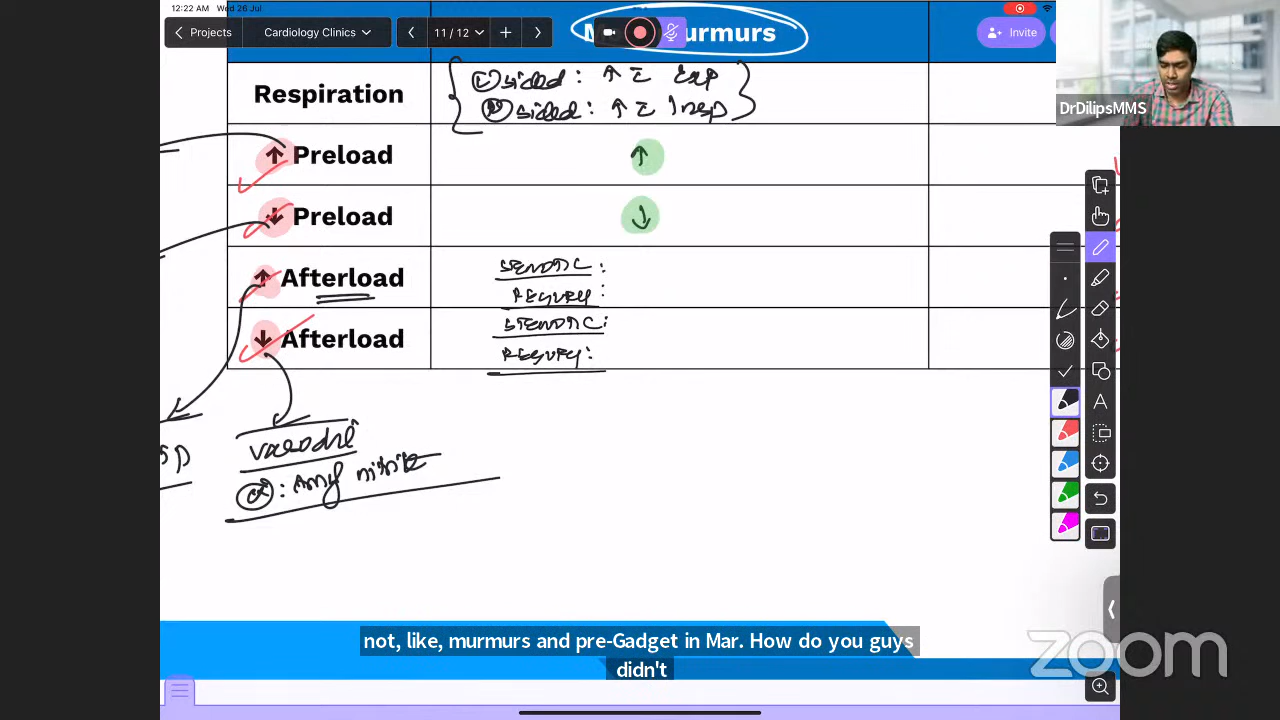 12:22 AM Wed 26 Jul
Projects
Cardiology Clinics
11 / 12
M urmurs
Invite
DrDilipsMMS
Respiration
L sided : ↑ c Exp
R sided : ↑ c Insp
↑ Preload
↑
↓ Preload
↓
↑ Afterload
STENOTIC :
REGURG :
↓ Afterload
STENOTIC :
REGURG :
vasodil
: Amy nitrite
A
not, like, murmurs and pre-Gadget in Mar. How do you guys
didn't
zoom